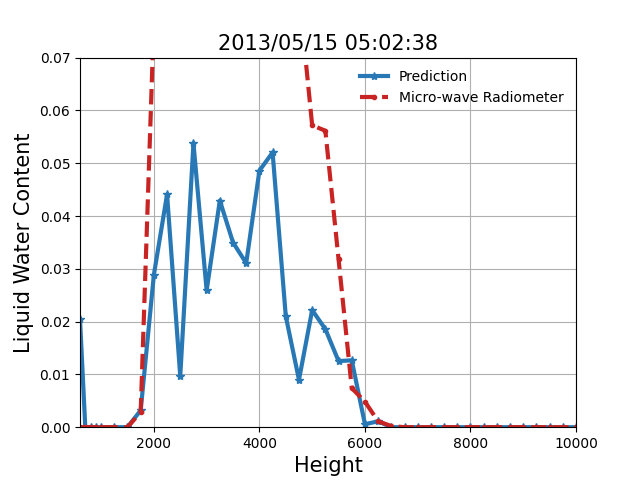 2013/05/15 05:02:38
Prediction
Micro-wave Radiometer
Liquid Water Content
0.07
0.06
0.05
0.04
0.03
0.02
0.01
0.00
2000 4000 6000 8000 10000
Height